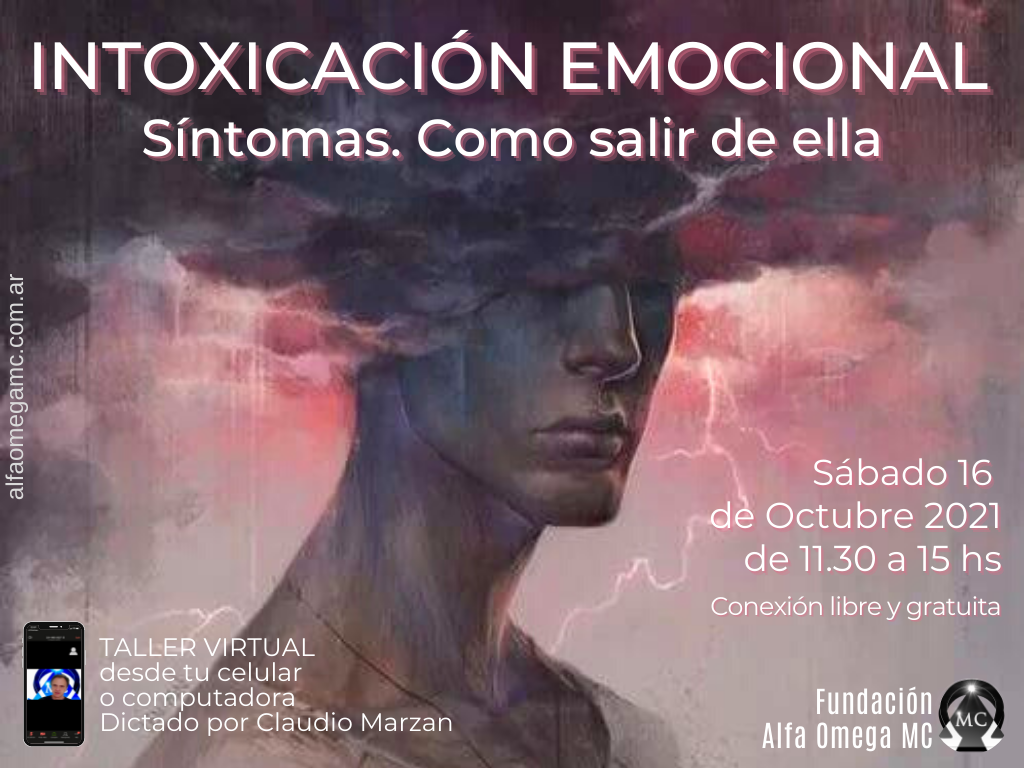 INTOXICACIÓN EMOCIONAL
Síntomas. Como salir de ella
alfaomegamc.com.ar
Sábado 16
de Octubre 2021
de 11.30 a 15 hs
Conexión libre y gratuita
TALLER VIRTUAL
desde tu celular
o computadora
Dictado por Claudio Marzan
Fundación
Alfa Omega MC
MC